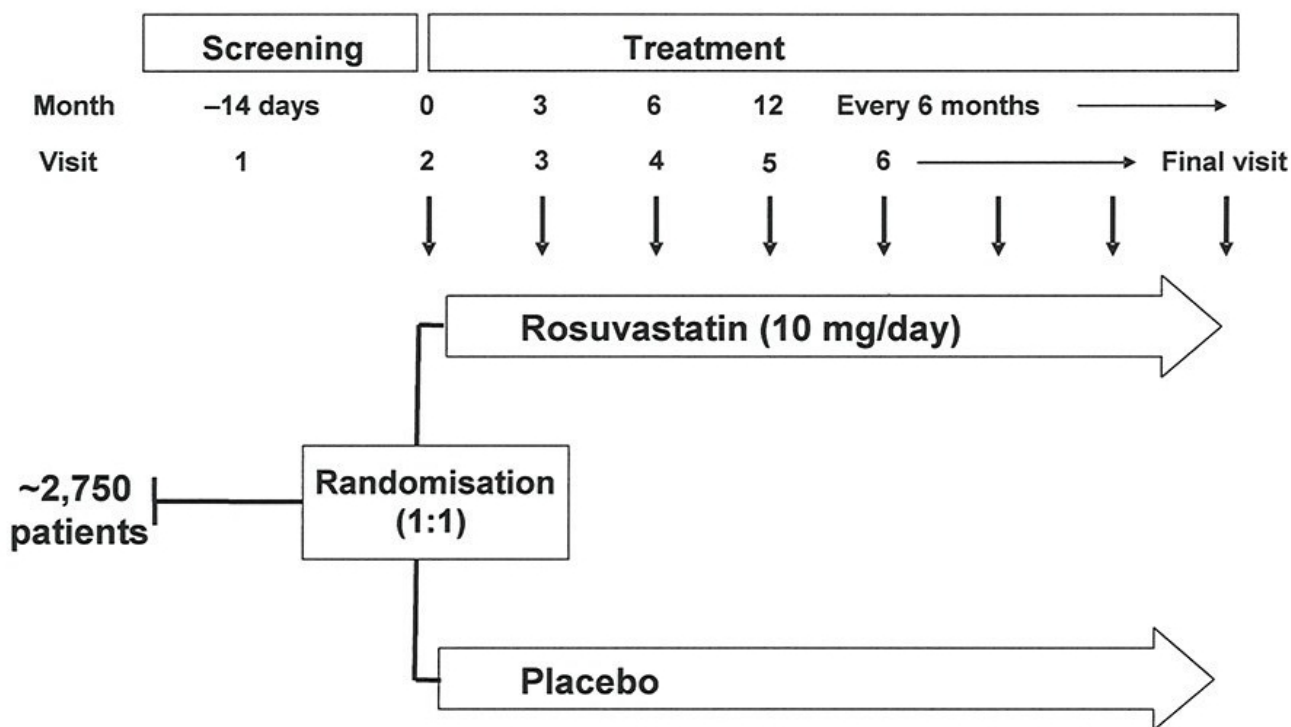 Screening Treatment
Month –14 days 0 3 6 12 Every 6 months
Visit 1 2 3 4 5 6 Final visit
Rosuvastatin (10 mg/day)
~2,750
patients
Randomisation
(1:1)
Placebo